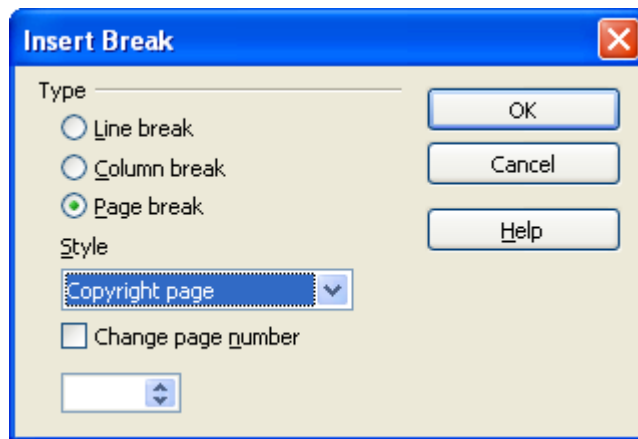 Insert Break
Type
Line break
Column break
Page break
Style
Copyright page
Change page number
OK
Cancel
Help